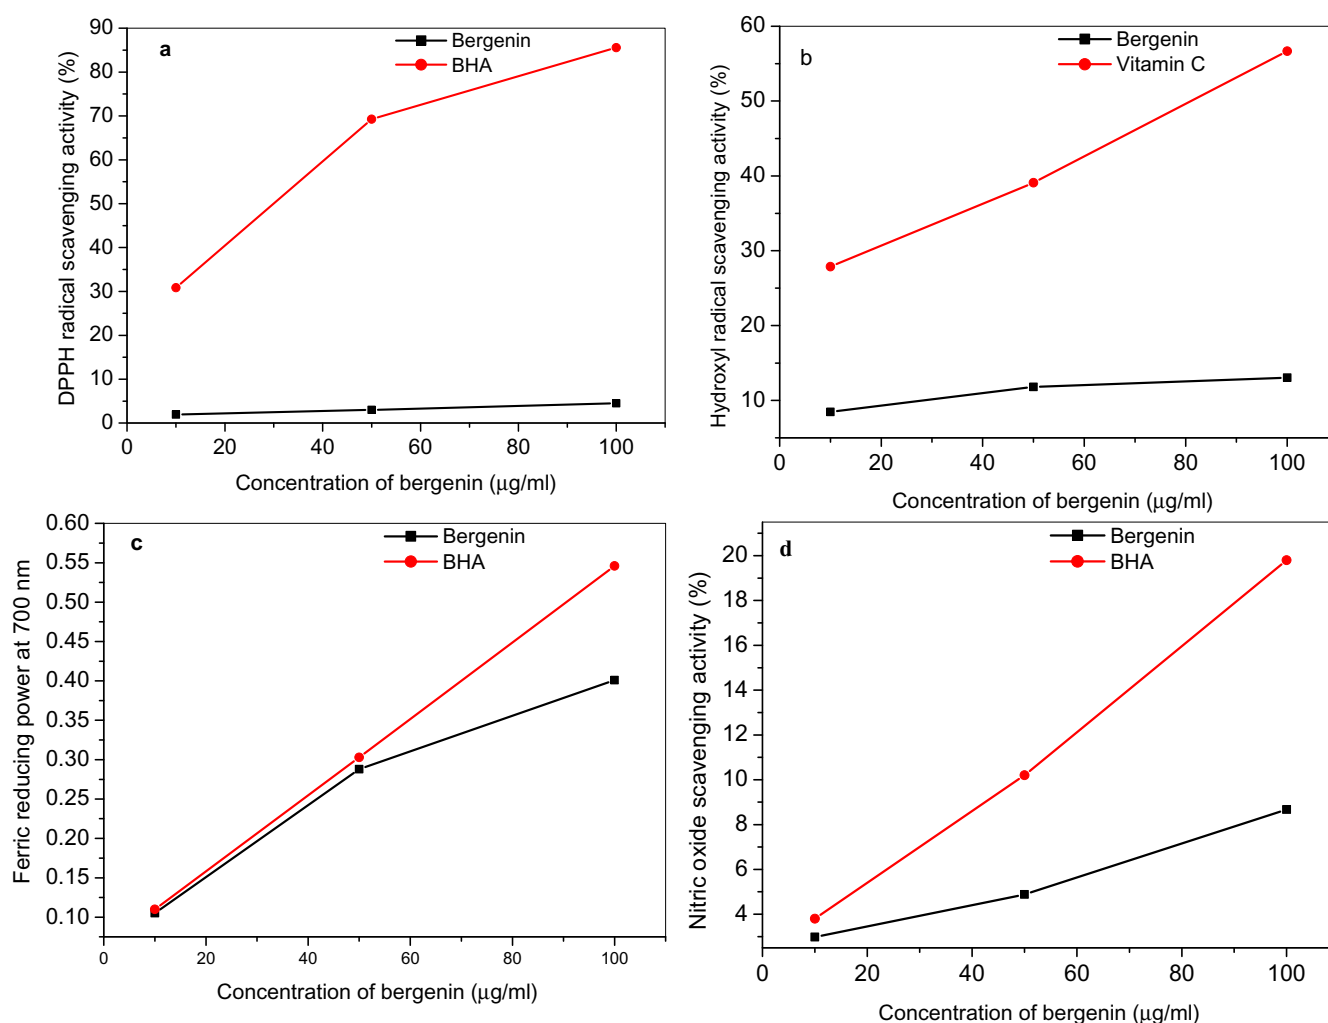 a
Bergenin
BHA
DPPH radical scavenging activity (%)
90
85
80
70
60
50
40
30
20
10
0
0 20 40 60 80 100
Concentration of bergenin (μg/ml)
b
Bergenin
Vitamin C
Hydroxyl radical scavenging activity (%)
60
50
40
30
20
10
0 20 40 60 80 100
Concentration of bergenin (μg/ml)
c
Bergenin
BHA
Ferric reducing power at 700 nm
0.60
0.55
0.50
0.45
0.40
0.35
0.30
0.25
0.20
0.15
0.10
0 20 40 60 80 100
Concentration of bergenin (μg/ml)
d
Bergenin
BHA
Nitric oxide scavenging activity (%)
20
18
16
14
12
10
8
6
4
0 20 40 60 80 100
Concentration of bergenin (μg/ml)